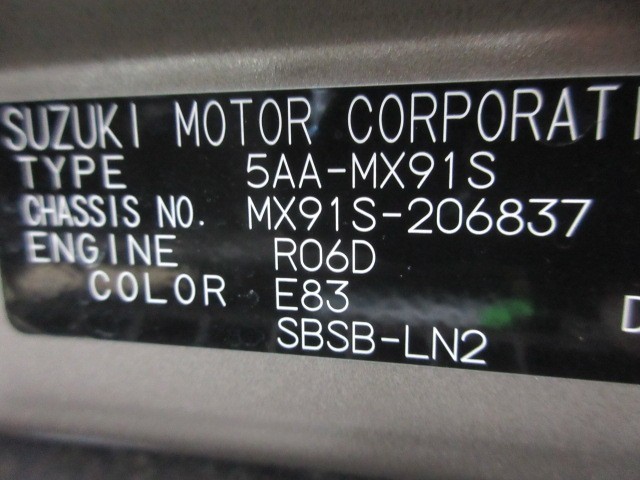 SUZUKI MOTOR CORPORATI
TYPE 5AA-MX91S
CHASSIS NO. MX91S-206837
ENGINE R06D
COLOR E83
SBSB-LN2
D